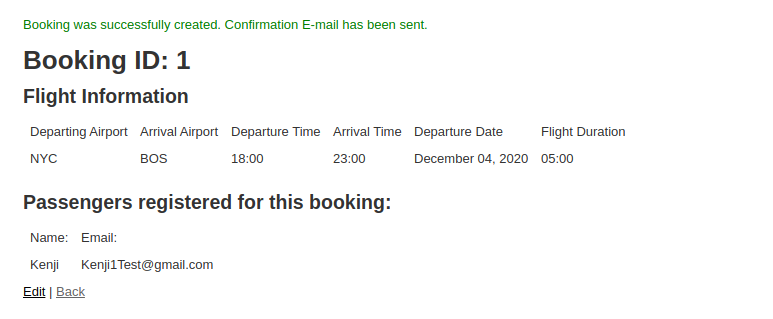 Booking was successfully created. Confirmation E-mail has been sent.
Booking ID: 1
Flight Information
Departing Airport Arrival Airport Departure Time Arrival Time Departure Date Flight Duration
NYC BOS 18:00 23:00 December 04, 2020 05:00
Passengers registered for this booking:
Name: Email:
Kenji Kenji1Test@gmail.com
Edit | Back